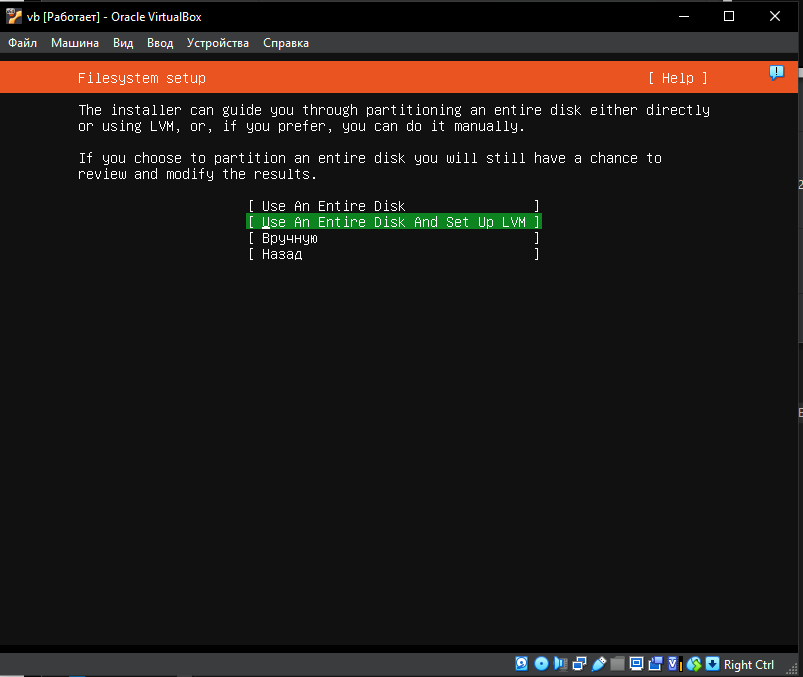 vb [Работает] - Oracle VirtualBox
Файл Машина Вид Ввод Устройства Справка
Filesystem setup [ Help ]
The installer can guide you through partitioning an entire disk either directly
or using LVM, or, if you prefer, you can do it manually.
If you choose to partition an entire disk you will still have a chance to
review and modify the results.
[ Use An Entire Disk ]
[ Use An Entire Disk And Set Up LVM ]
[ Вручную ]
[ Назад ]
Right Ctrl